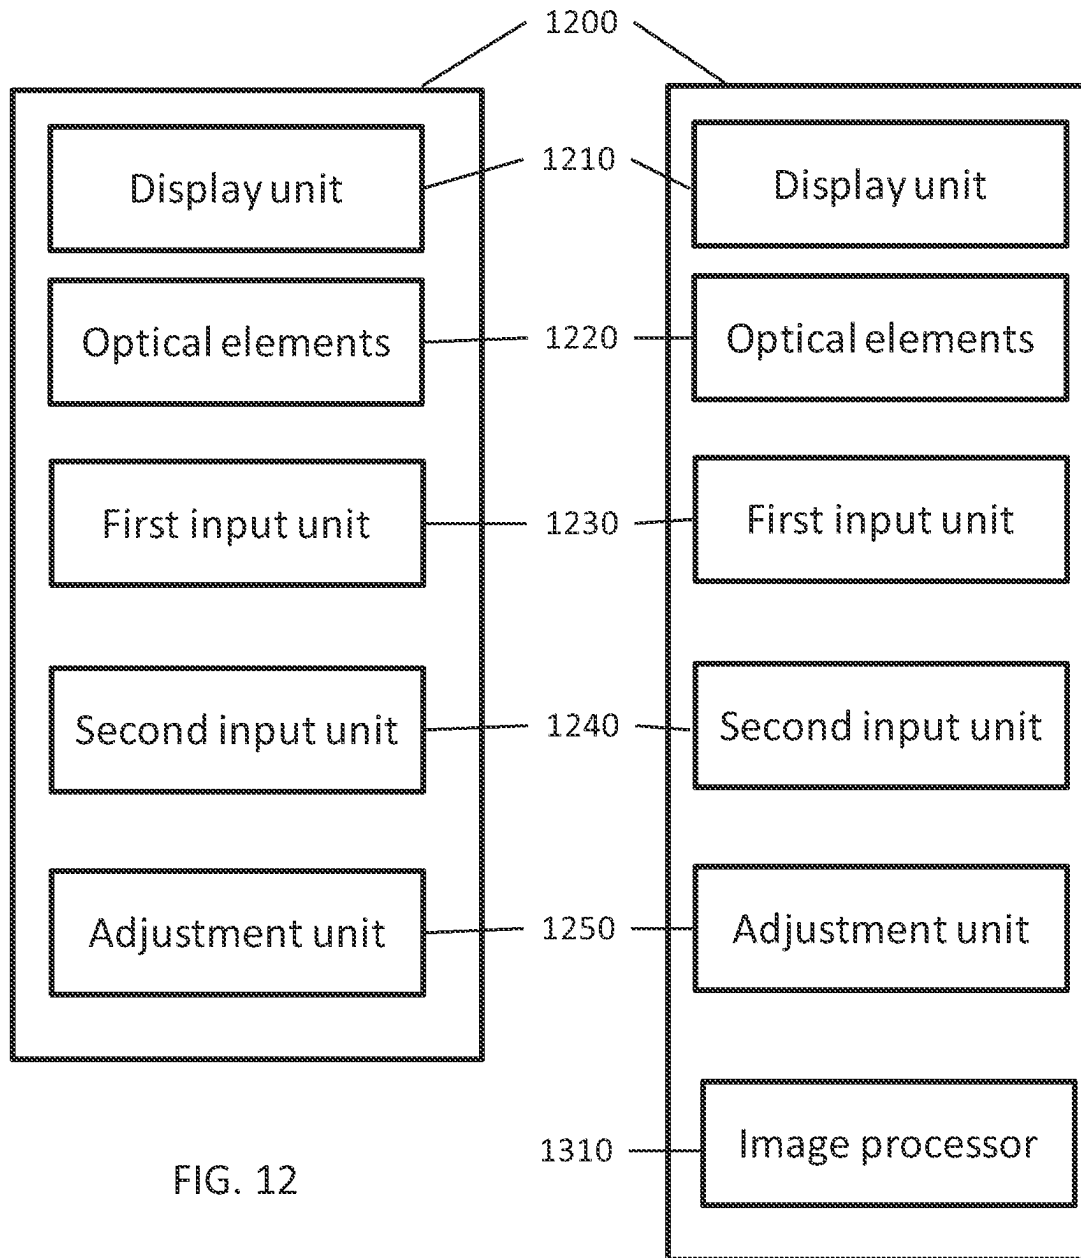 1200
Display unit
1210
Display unit
Optical elements
1220
Optical elements
First input unit
1230
First input unit
Second input unit
1240
Second input unit
Adjustment unit
1250
Adjustment unit
1310
Image processor
FIG. 12